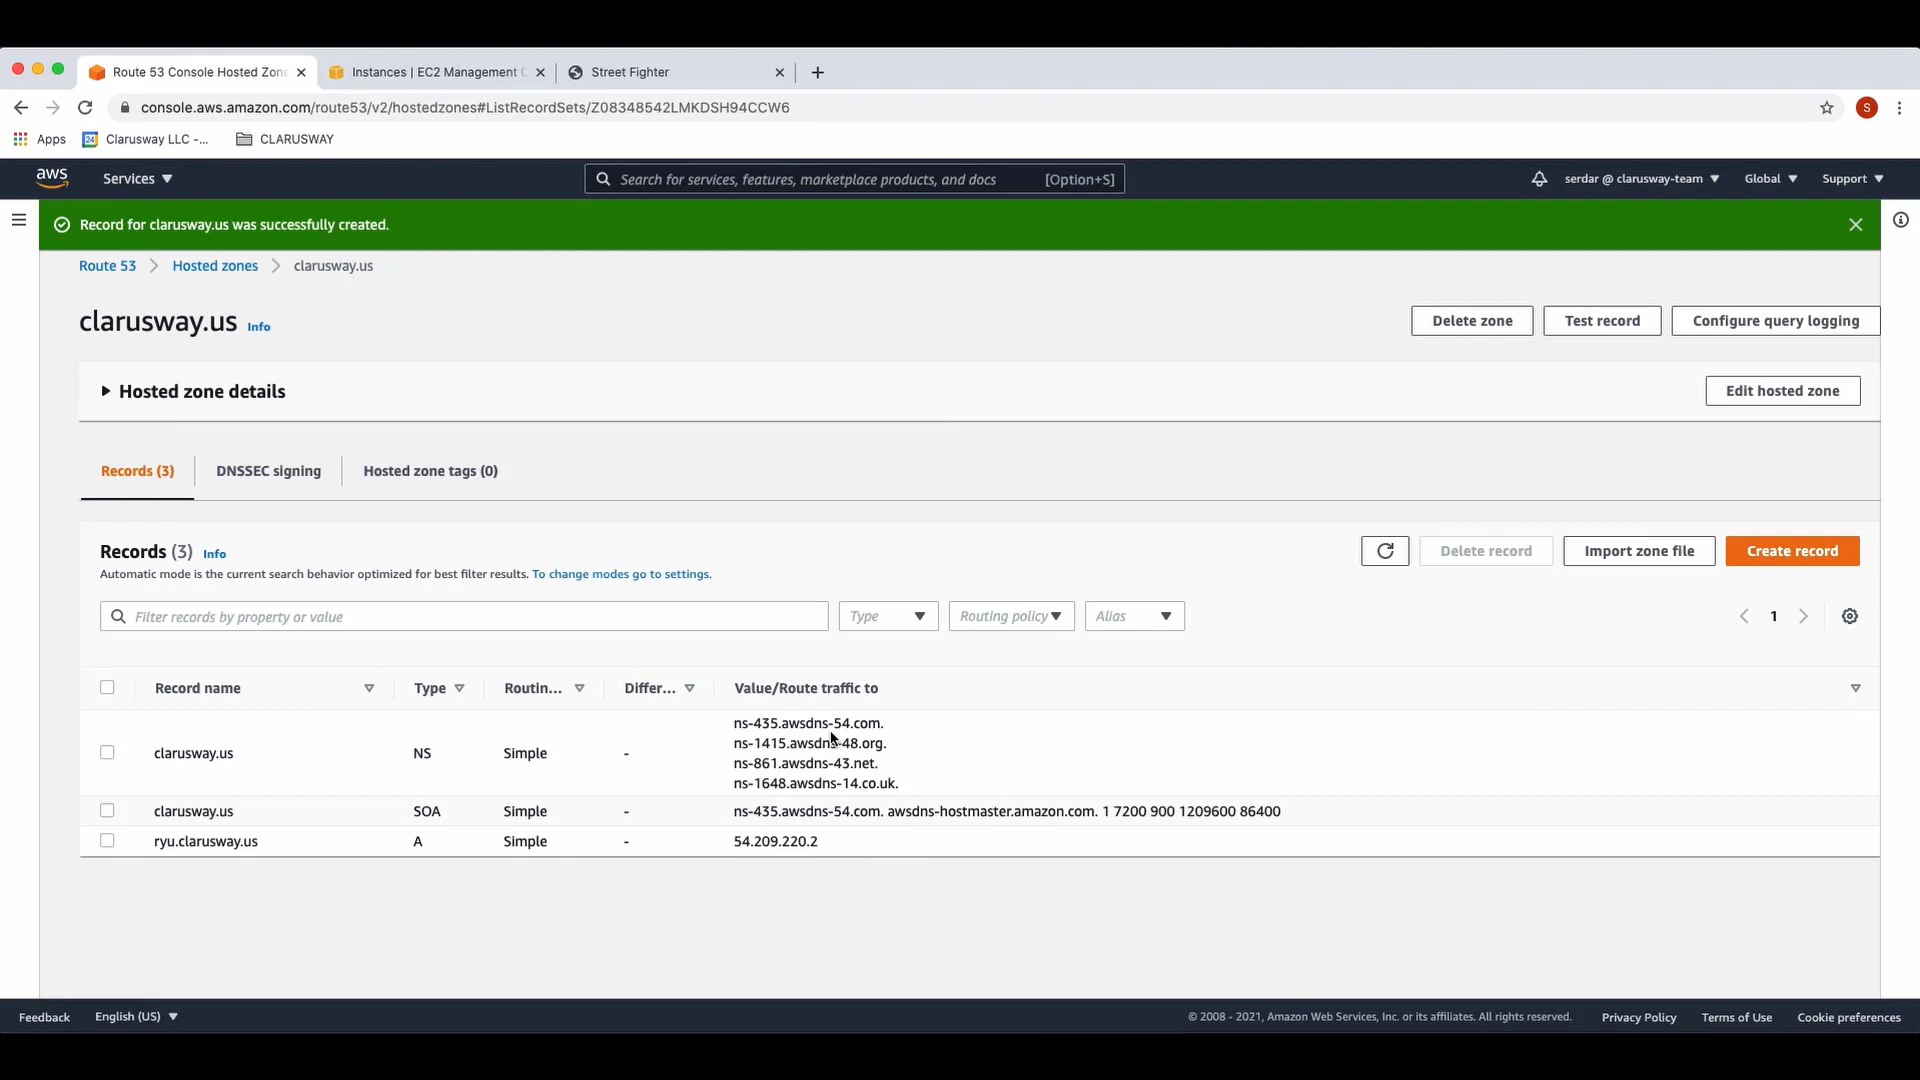 Route 53 Console Hosted Zone
Instances | EC2 Management C
Street Fighter
console.aws.amazon.com/route53/v2/hostedzones#ListRecordSets/Z08348542LMKDSH94CCW6
S
Apps
24
Clarusway LLC -...
CLARUSWAY
aws
Services
Search for services, features, marketplace products, and docs
[Option+S]
serdar @ clarusway-team
Global
Support
Record for clarusway.us was successfully created.
Route 53
Hosted zones
clarusway.us
clarusway.us Info
Delete zone
Test record
Configure query logging
Hosted zone details
Edit hosted zone
Records (3)
DNSSEC signing
Hosted zone tags (0)
Records (3) Info
Automatic mode is the current search behavior optimized for best filter results. To change modes go to settings.
Delete record
Import zone file
Create record
Filter records by property or value
Type
Routing policy
Alias
1
Record name
Type
Routin...
Differ...
Value/Route traffic to
clarusway.us
NS
Simple
-
ns-435.awsdns-54.com.
ns-1415.awsdns-48.org.
ns-861.awsdns-43.net.
ns-1648.awsdns-14.co.uk.
clarusway.us
SOA
Simple
-
ns-435.awsdns-54.com. awsdns-hostmaster.amazon.com. 1 7200 900 1209600 86400
ryu.clarusway.us
A
Simple
-
54.209.220.2
Feedback
English (US)
© 2008 - 2021, Amazon Web Services, Inc. or its affiliates. All rights reserved.
Privacy Policy
Terms of Use
Cookie preferences